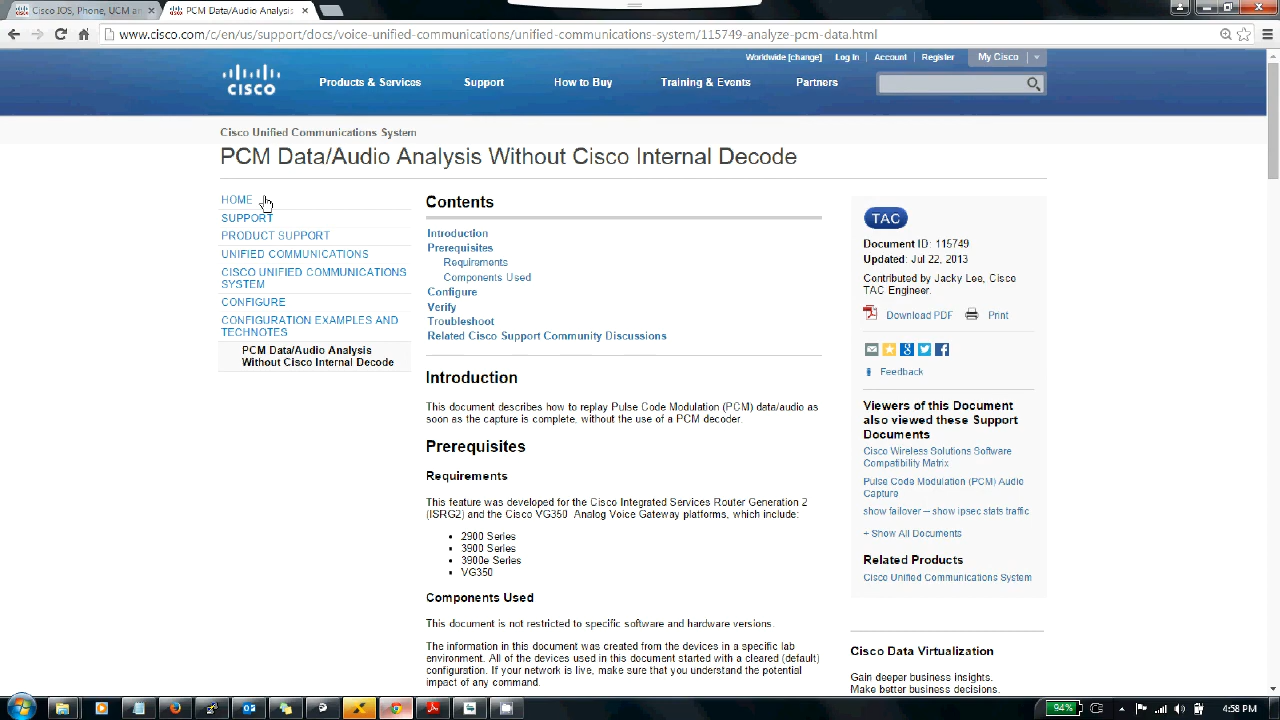 Cisco IOS, Phone, UCM an
PCM Data/Audio Analysis
www.cisco.com/c/en/us/support/docs/voice-unified-communications/unified-communications-system/115749-analyze-pcm-data.html
Worldwide [change] Log In Account Register My Cisco
CISCO
Products & Services Support How to Buy Training & Events Partners
Cisco Unified Communications System
PCM Data/Audio Analysis Without Cisco Internal Decode
HOME
SUPPORT
PRODUCT SUPPORT
UNIFIED COMMUNICATIONS
CISCO UNIFIED COMMUNICATIONS
SYSTEM
CONFIGURE
CONFIGURATION EXAMPLES AND
TECHNOTES
PCM Data/Audio Analysis
Without Cisco Internal Decode
Contents
Introduction
Prerequisites
Requirements
Components Used
Configure
Verify
Troubleshoot
Related Cisco Support Community Discussions
Introduction
This document describes how to replay Pulse Code Modulation (PCM) data/audio as
soon as the capture is complete, without the use of a PCM decoder.
Prerequisites
Requirements
This feature was developed for the Cisco Integrated Services Router Generation 2
(ISRG2) and the Cisco VG350 Analog Voice Gateway platforms, which include:
• 2900 Series
• 3900 Series
• 3900e Series
• VG350
Components Used
This document is not restricted to specific software and hardware versions.
The information in this document was created from the devices in a specific lab
environment. All of the devices used in this document started with a cleared (default)
configuration. If your network is live, make sure that you understand the potential
impact of any command.
TAC
Document ID: 115749
Updated: Jul 22, 2013
Contributed by Jacky Lee, Cisco
TAC Engineer.
Download PDF Print
Feedback
Viewers of this Document
also viewed these Support
Documents
Cisco Wireless Solutions Software
Compatibility Matrix
Pulse Code Modulation (PCM) Audio
Capture
show failover – show ipsec stats traffic
+ Show All Documents
Related Products
Cisco Unified Communications System
Cisco Data Virtualization
Gain deeper business insights.
Make better business decisions.
94% 4:58 PM